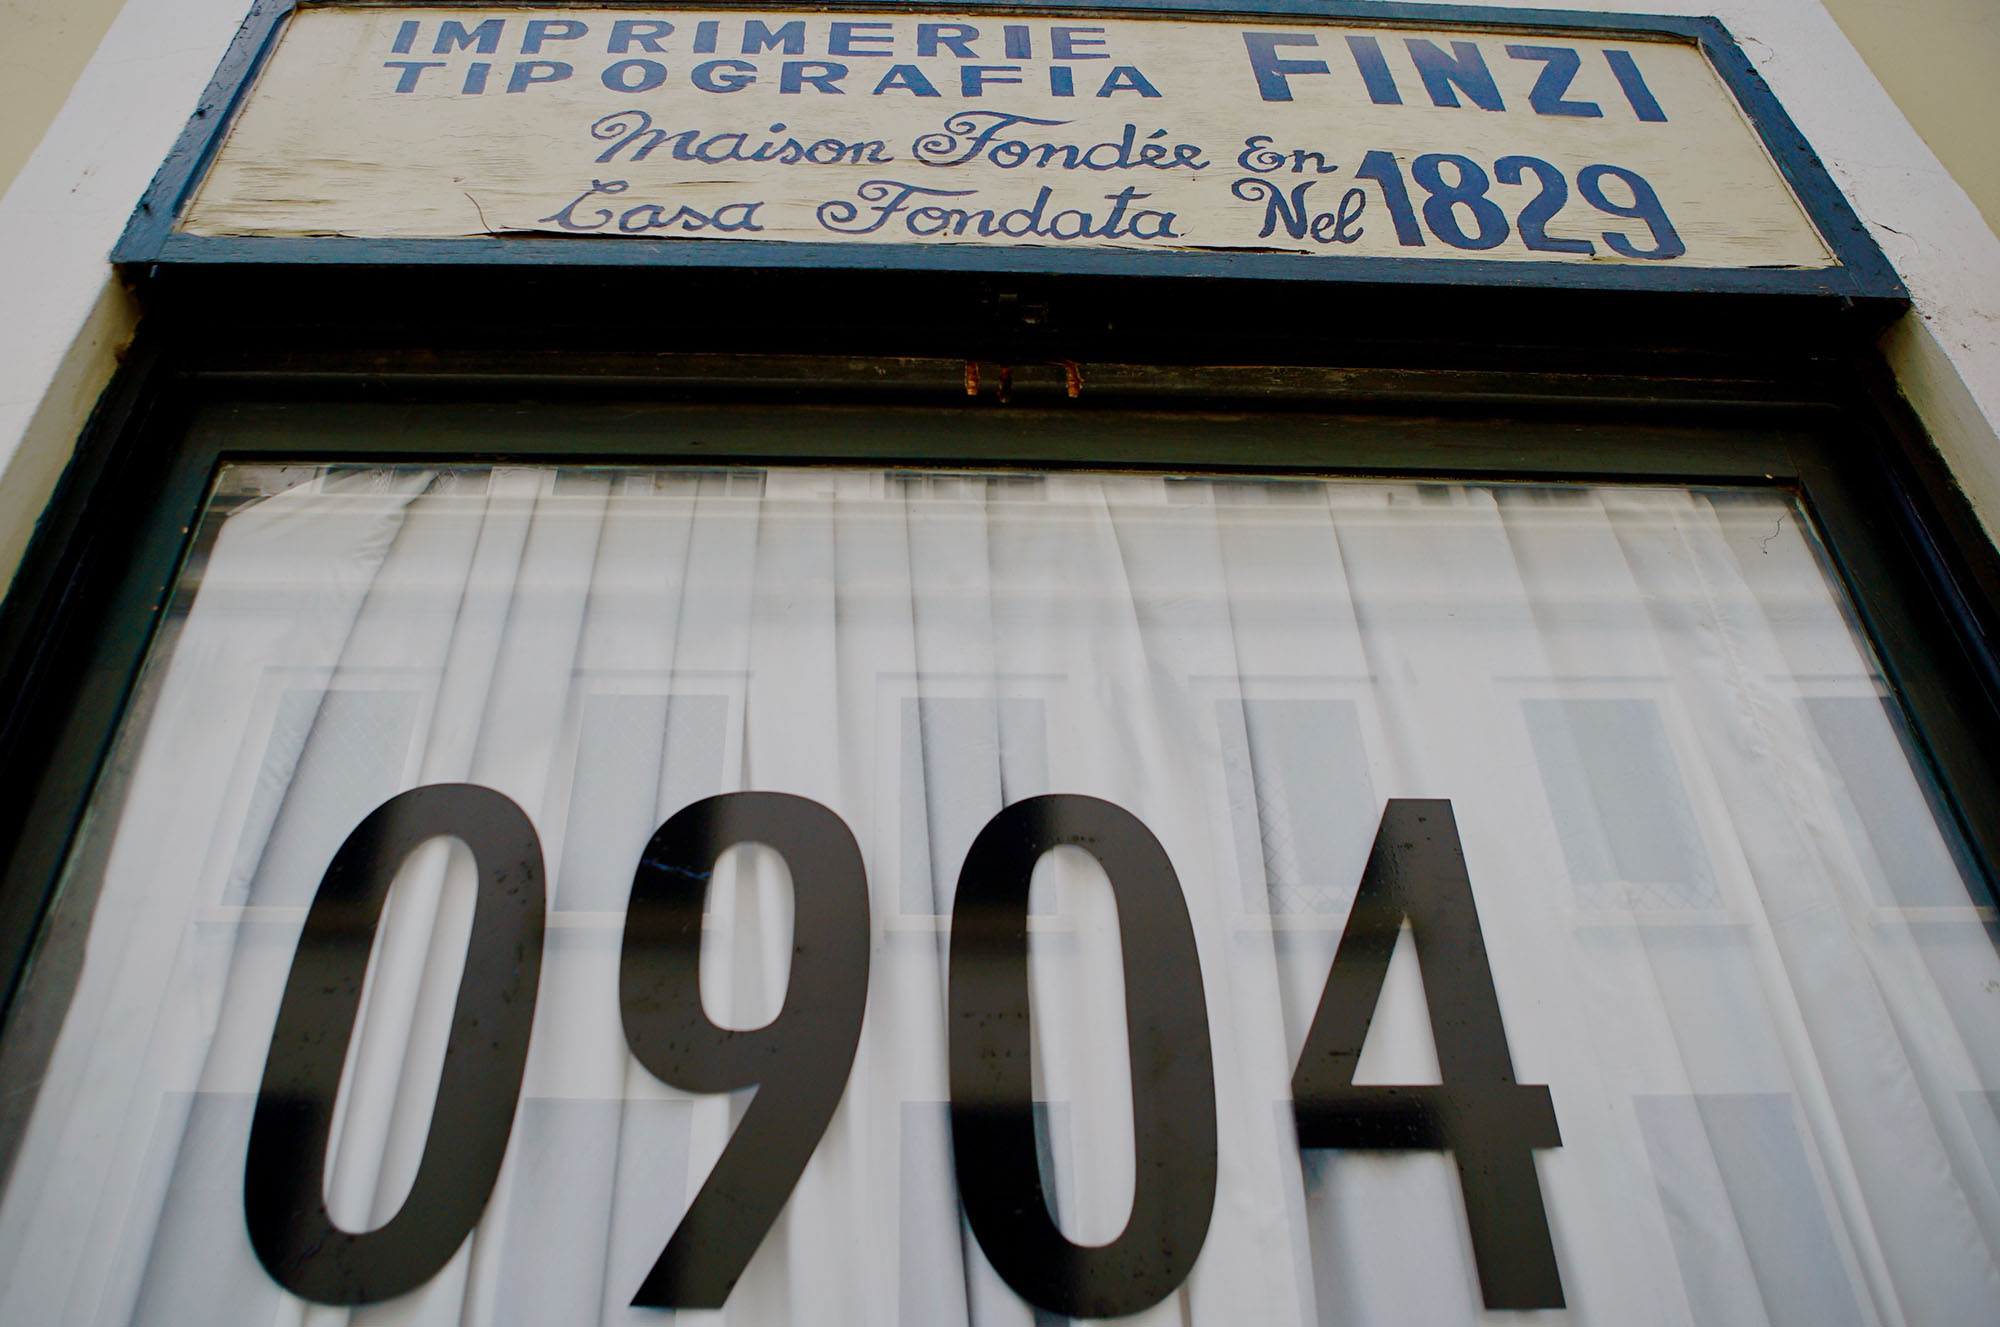 IMPRIMERIE
TIPOGRAFIA FINZI
Maison Fondée En
Casa Fondata Nel 1829
0904